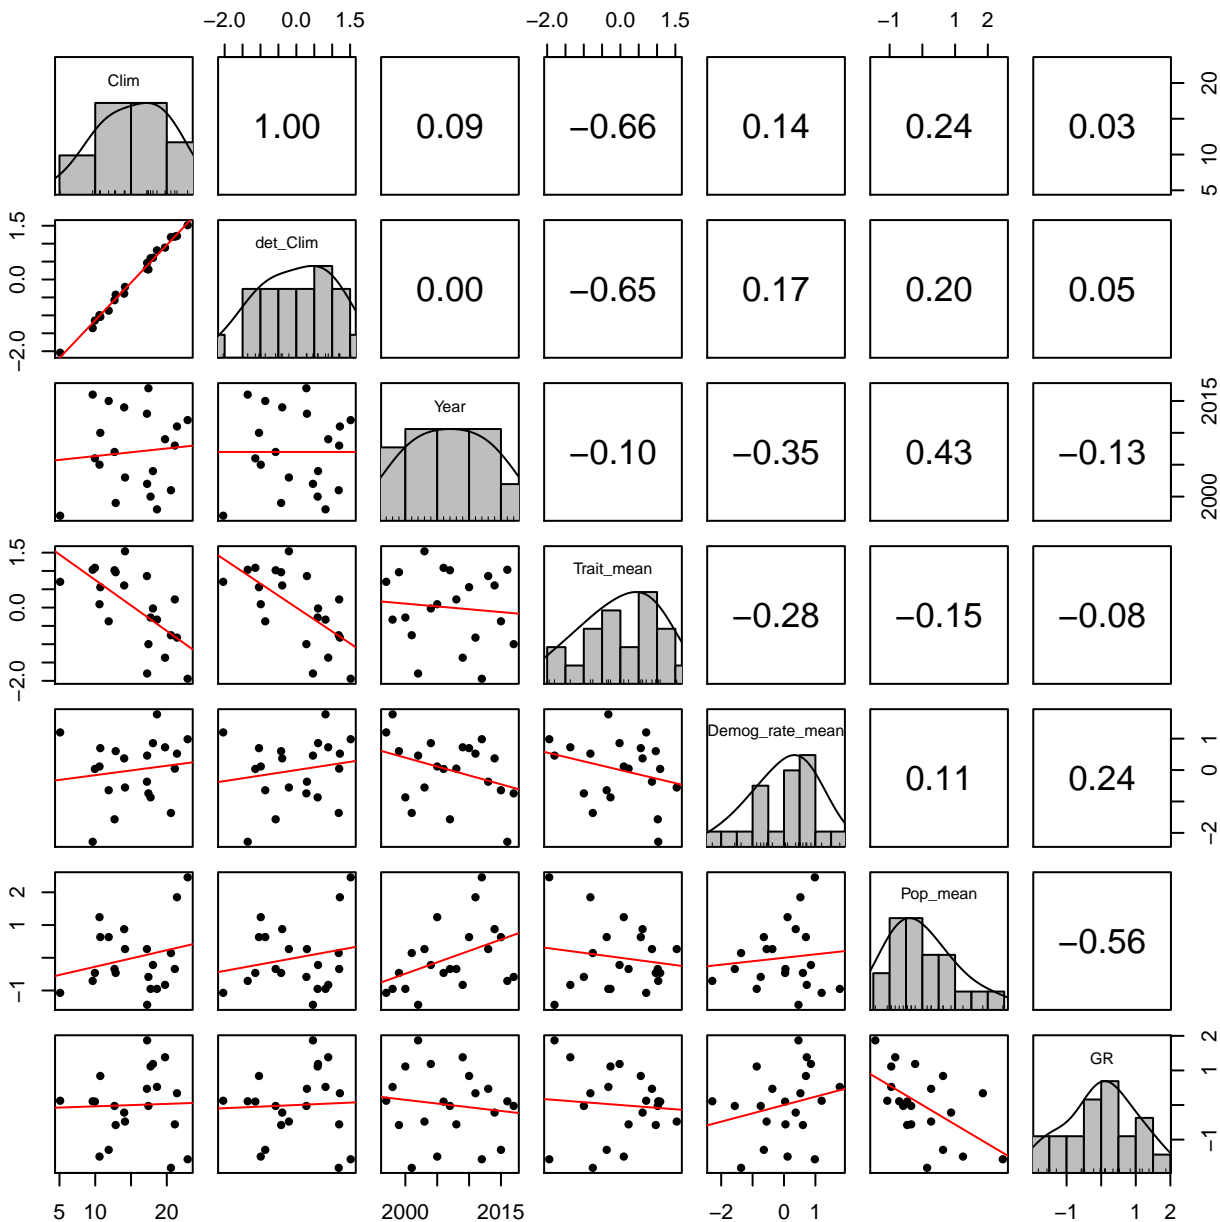 −2.0 0.0 1.5 −2.0 0.0 1.5 −1 1 2
Clim 1.00 0.09 −0.66 0.14 0.24 0.03 5 10 20
−2.0 0.0 1.5 det_Clim 0.00 −0.65 0.17 0.20 0.05
Year −0.10 −0.35 0.43 −0.13 2000 2015
−2.0 0.0 1.5 Trait_mean −0.28 −0.15 −0.08
Demog_rate_mean 0.11 0.24 −2 0 1
−1 1 2 Pop_mean −0.56
GR −1 1 2
5 10 20 2000 2015 −2 0 1 −1 1 2